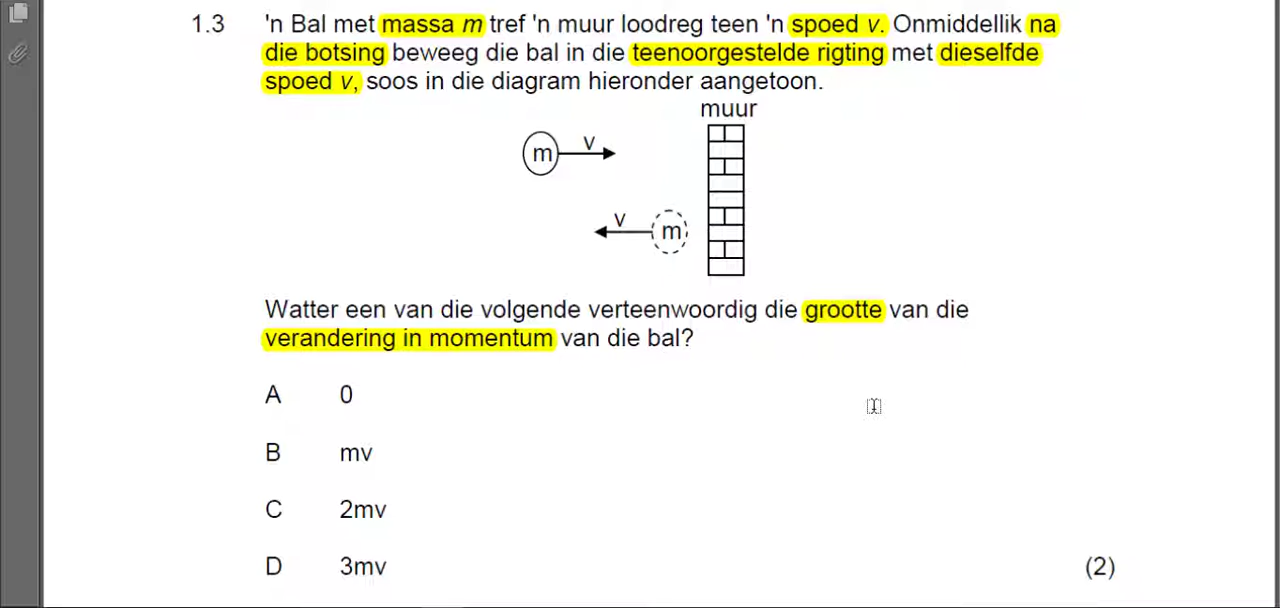 1.3 'n Bal met massa m tref 'n muur loodreg teen 'n spoed v. Onmiddellik na
die botsing beweeg die bal in die teenoorgestelde rigting met dieselfde
spoed v, soos in die diagram hieronder aangetoon.
muur
m v
v m
Watter een van die volgende verteenwoordig die grootte van die
verandering in momentum van die bal?
A 0
B mv
C 2mv
D 3mv (2)